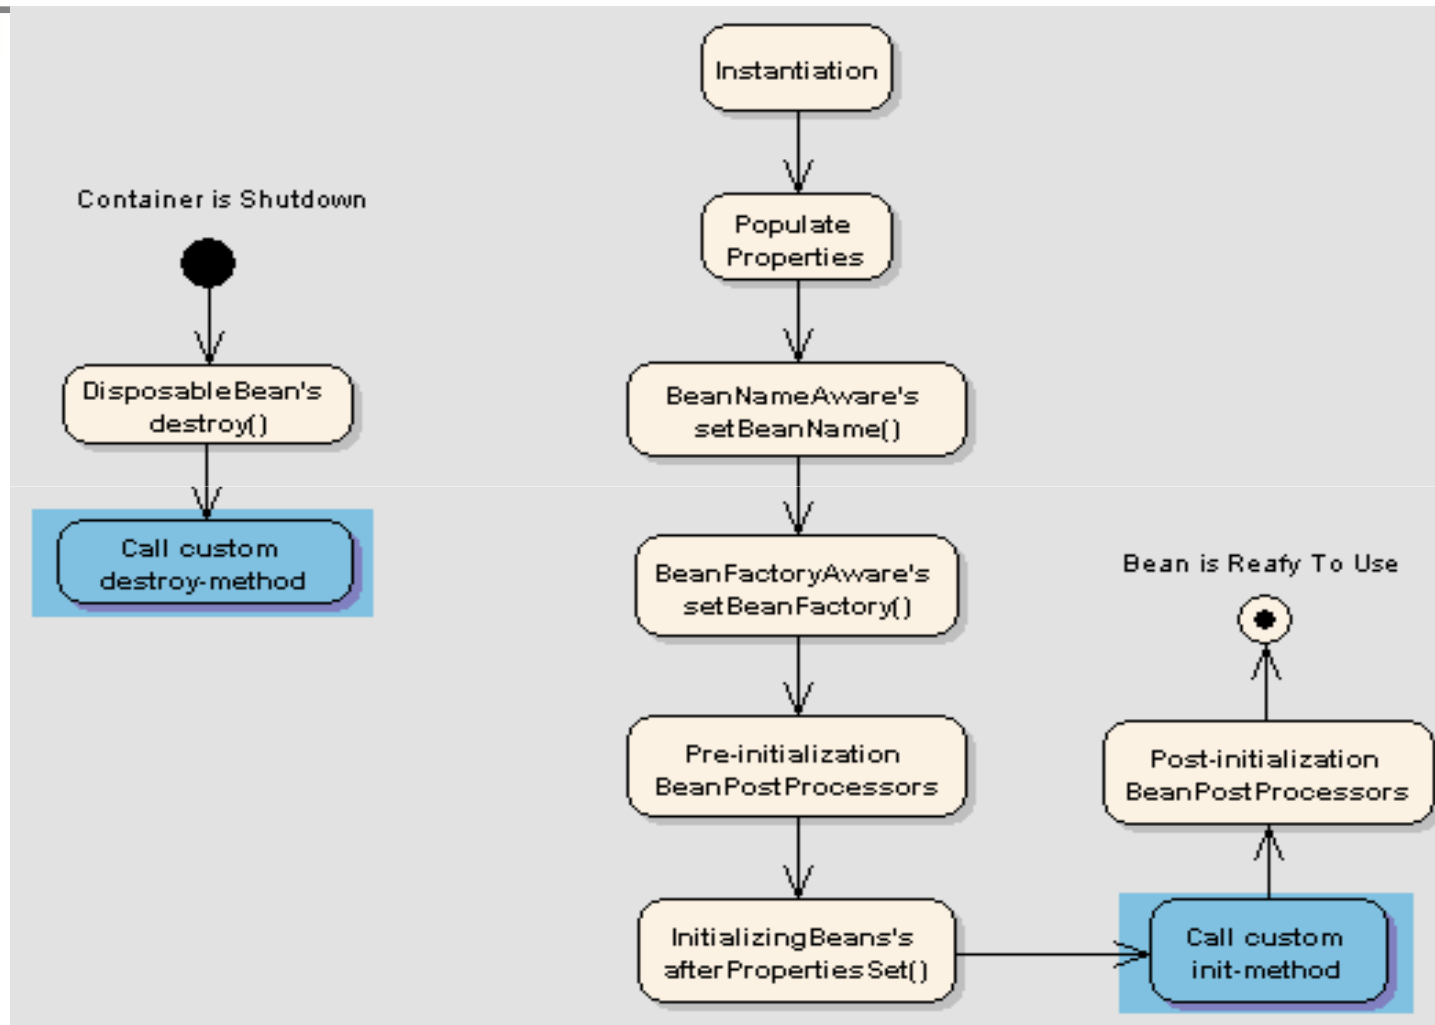 Instantiation
Populate
Properties
Container is Shutdown
DisposableBean's
destroy()
Call custom
destroy-method
BeanNameAware's
setBeanName()
BeanFactoryAware's
setBeanFactory()
Pre-initialization
BeanPostProcessors
InitializingBeans's
afterPropertiesSet()
Call custom
init-method
Post-initialization
BeanPostProcessors
Bean is Reafy To Use